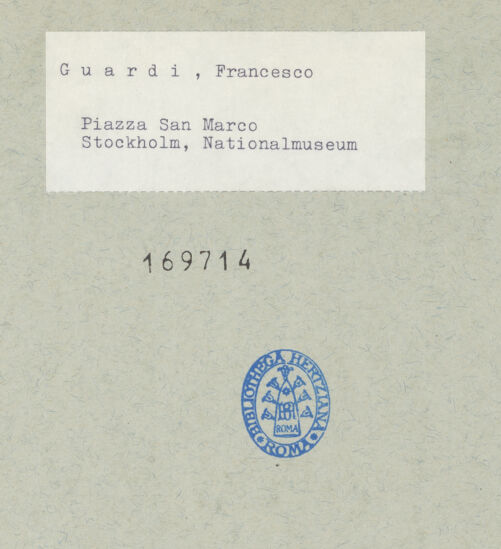 G u a r d i , Francesco
Piazza San Marco
Stockholm, Nationalmuseum
169714
BIBLIOTHECA HERTZIANA
ROMA
ROMA